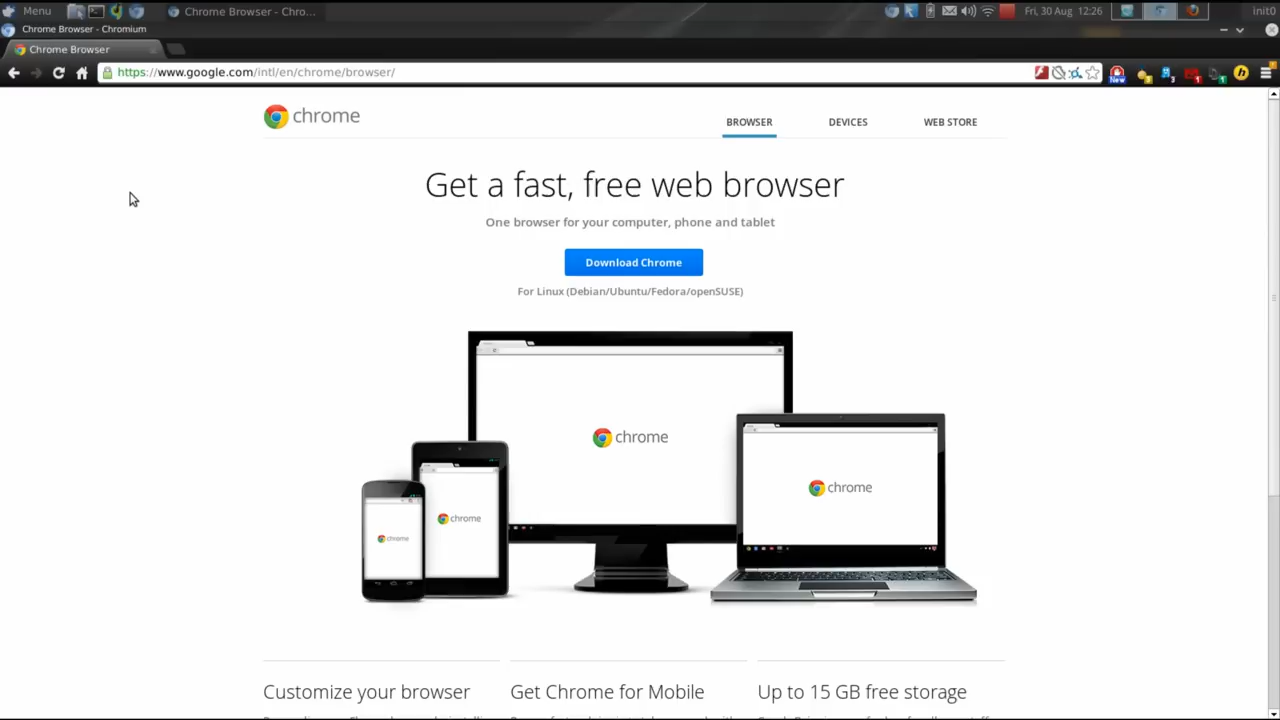 Menu
Chrome Browser - Chro...
Fri, 30 Aug 12:26
init0
Chrome Browser - Chromium
Chrome Browser
https://www.google.com/intl/en/chrome/browser/
New
chrome
BROWSER
DEVICES
WEB STORE
Get a fast, free web browser
One browser for your computer, phone and tablet
Download Chrome
For Linux (Debian/Ubuntu/Fedora/openSUSE)
chrome
chrome
chrome
chrome
Customize your browser
Get Chrome for Mobile
Up to 15 GB free storage